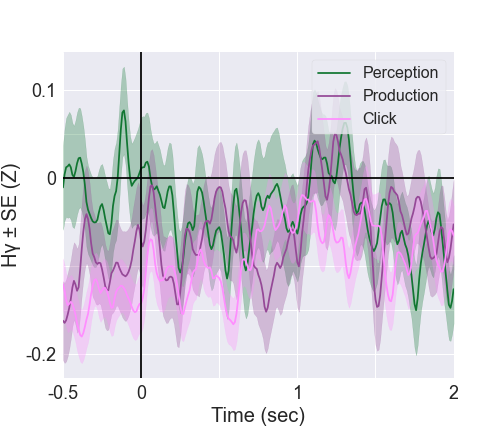 Perception
Production
Click
Hγ ± SE (Z)
0.1
0
-0.2
-0.5
0
1
2
Time (sec)